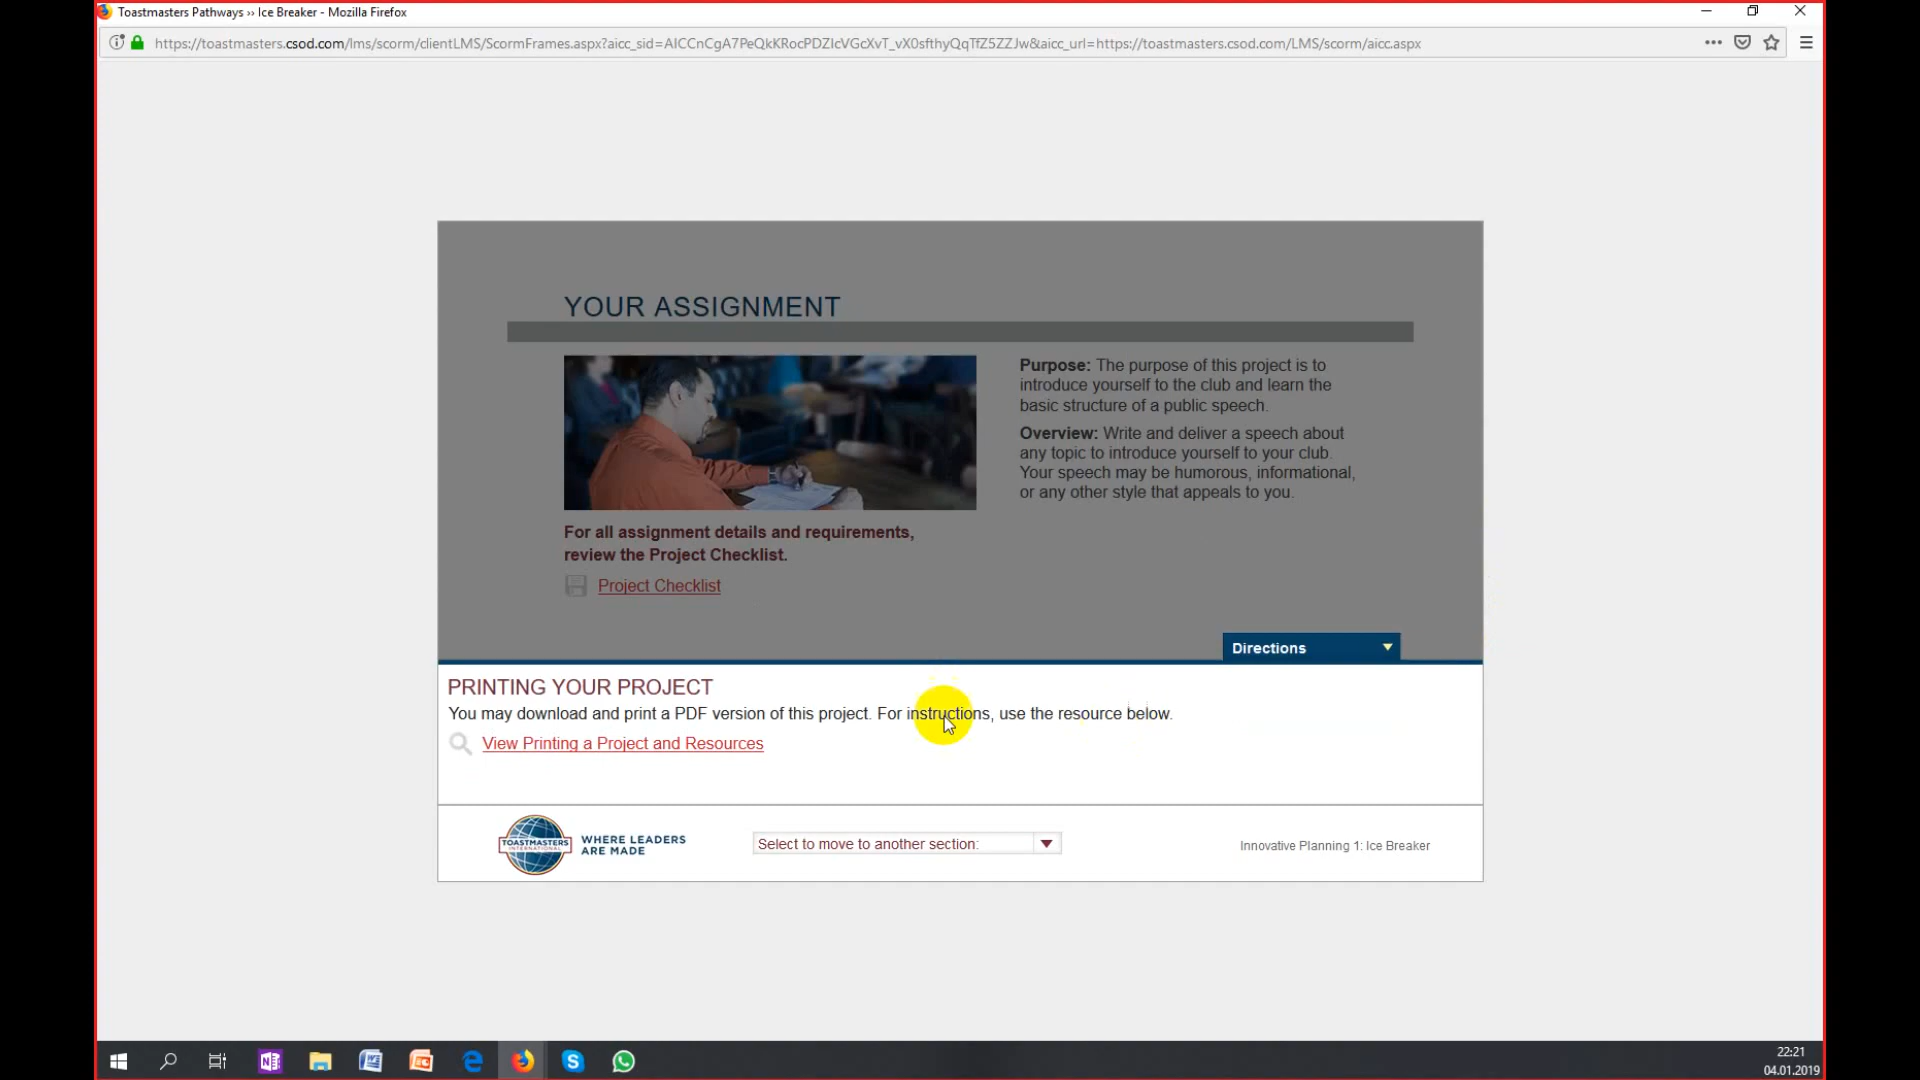 Toastmasters Pathways ›› Ice Breaker - Mozilla Firefox
https://toastmasters.csod.com/lms/scorm/clientLMS/ScormFrames.aspx?aicc_sid=AICCnCgA7PeQkKRocPDZIcVGcXvT_vX0sfthyQqTfZ5ZZJw&aicc_url=https://toastmasters.csod.com/LMS/scorm/aicc.aspx
YOUR ASSIGNMENT
Purpose: The purpose of this project is to
introduce yourself to the club and learn the
basic structure of a public speech.
Overview: Write and deliver a speech about
any topic to introduce yourself to your club.
Your speech may be humorous, informational,
or any other style that appeals to you.
For all assignment details and requirements,
review the Project Checklist.
Project Checklist
Directions
PRINTING YOUR PROJECT
You may download and print a PDF version of this project. For instructions, use the resource below.
View Printing a Project and Resources
TOASTMASTERS
INTERNATIONAL
WHERE LEADERS
ARE MADE
Select to move to another section:
Innovative Planning 1: Ice Breaker
22:21
04.01.2019